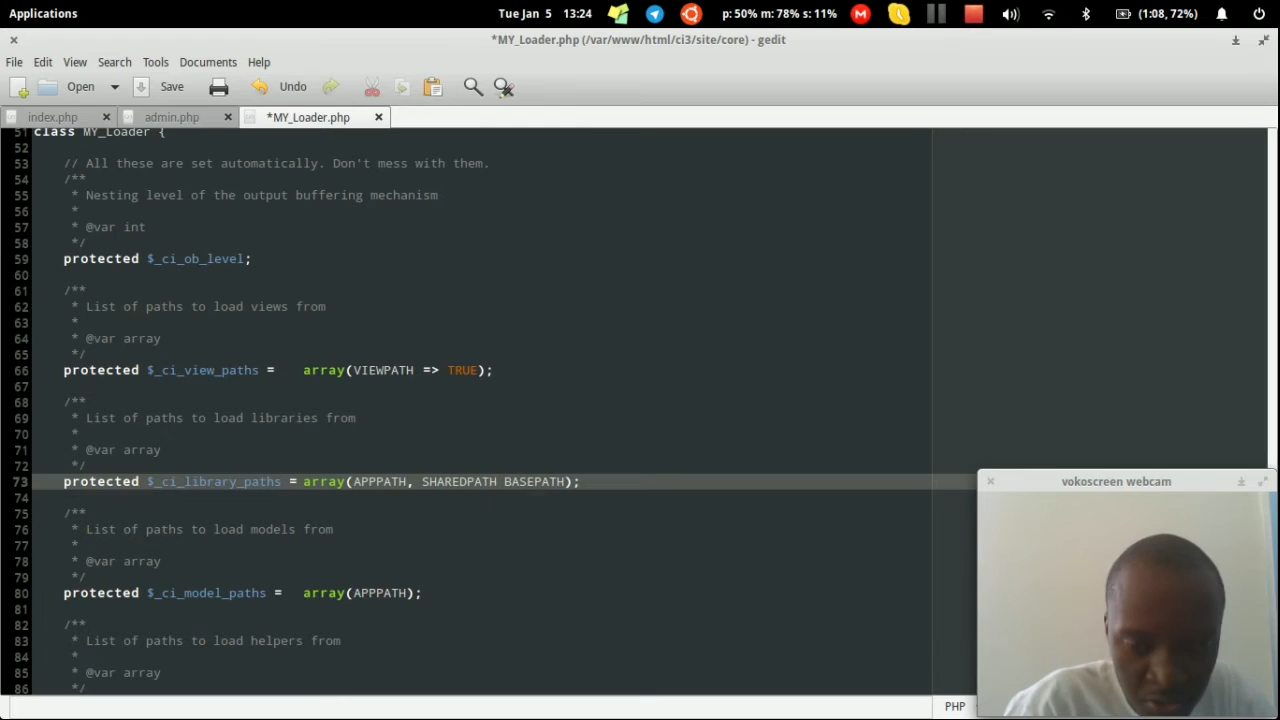 Applications
Tue Jan 5 13:24
p: 50% m: 78% s: 11%
(1:08, 72%)
*MY_Loader.php (/var/www/html/ci3/site/core) - gedit
File Edit View Search Tools Documents Help
Open Save Undo
index.php admin.php *MY_Loader.php
51 class MY_Loader {
52
53 // All these are set automatically. Don't mess with them.
54 /**
55 * Nesting level of the output buffering mechanism
56 *
57 * @var int
58 */
59 protected $_ci_ob_level;
60
61 /**
62 * List of paths to load views from
63 *
64 * @var array
65 */
66 protected $_ci_view_paths = array(VIEWPATH => TRUE);
67
68 /**
69 * List of paths to load libraries from
70 *
71 * @var array
72 */
73 protected $_ci_library_paths = array(APPPATH, SHAREDPATH BASEPATH);
74
75 /**
76 * List of paths to load models from
77 *
78 * @var array
79 */
80 protected $_ci_model_paths = array(APPPATH);
81
82 /**
83 * List of paths to load helpers from
84 *
85 * @var array
86 */
vokoscreen webcam
PHP